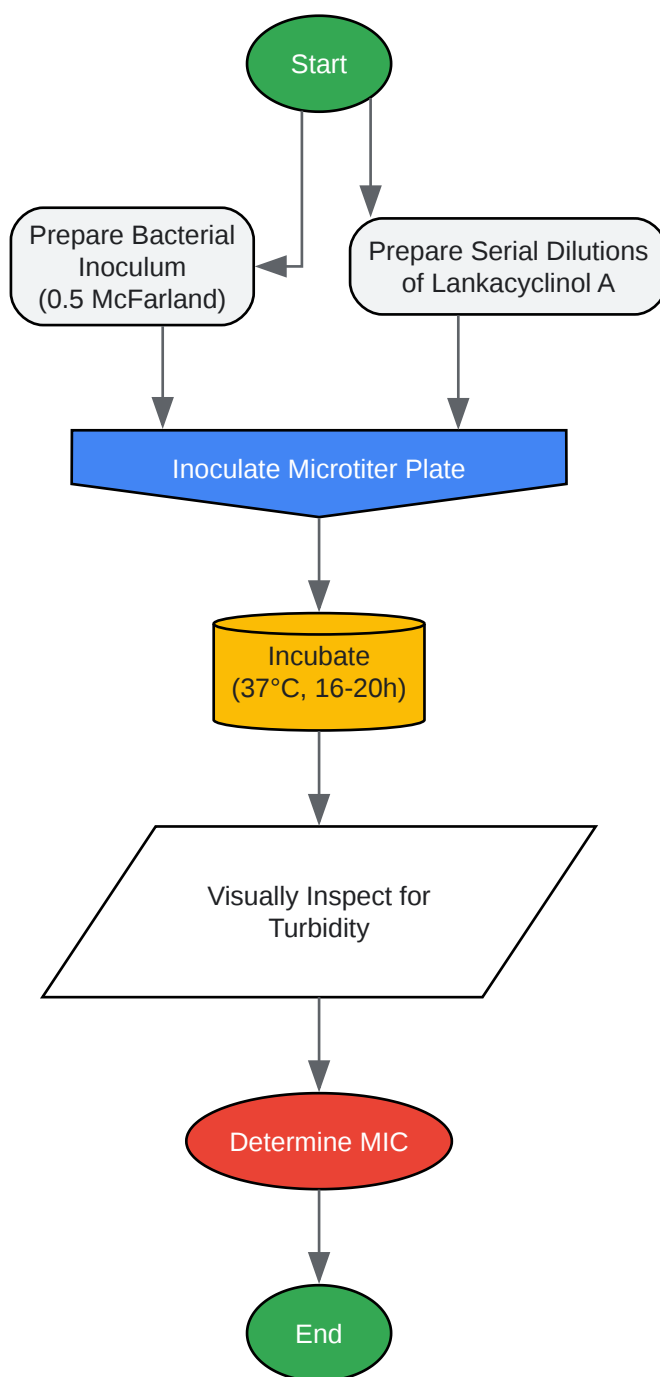 Start
Prepare Bacterial
Inoculum
(0.5 McFarland)
Prepare Serial Dilutions
of Lankacyclinol A
Inoculate Microtiter Plate
Incubate
(37°C, 16-20h)
Visually Inspect for
Turbidity
Determine MIC
End